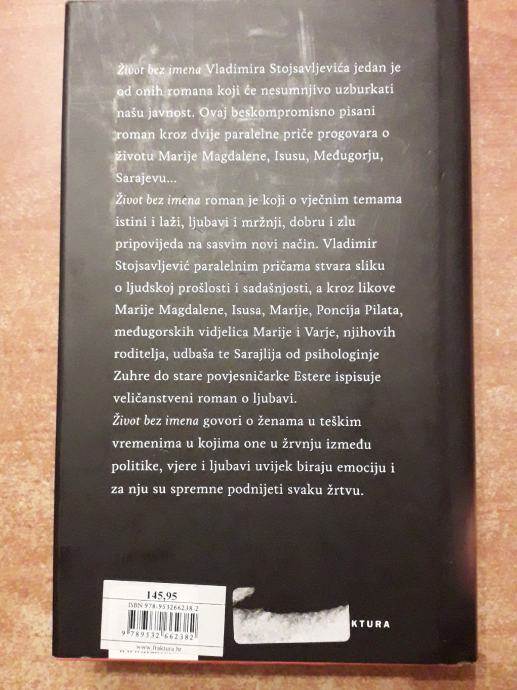 Život bez imena Vladimira Stojsavljevića jedan je
od onih romana koji će nesumnjivo uzburkati
našu javnost. Ovaj beskompromisno pisani
roman kroz dvije paralelne priče progovara o
životu Marije Magdalene, Isusu, Međugorju,
Sarajevu...
Život bez imena roman je koji o vječnim temama
istini i laži, ljubavi i mržnji, dobru i zlu
pripovijeda na sasvim novi način. Vladimir
Stojsavljević paralelnim pričama stvara sliku
o ljudskoj prošlosti i sadašnjosti, a kroz likove
Marije Magdalene, Isusa, Marije, Poncija Pilata,
međugorskih vidjelica Marije i Varje, njihovih
roditelja, udbaša te Sarajlija od psihologinje
Zuhre do stare povjesničarke Estere ispisuje
veličanstveni roman o ljubavi.
Život bez imena govori o ženama u teškim
vremenima u kojima one u žrvnju između
politike, vjere i ljubavi uvijek biraju emociju i
za nju su spremne podnijeti svaku žrtvu.
145,95
ISBN 978-953266238-2
9 789532 662382
www.fraktura.hr
KTURA